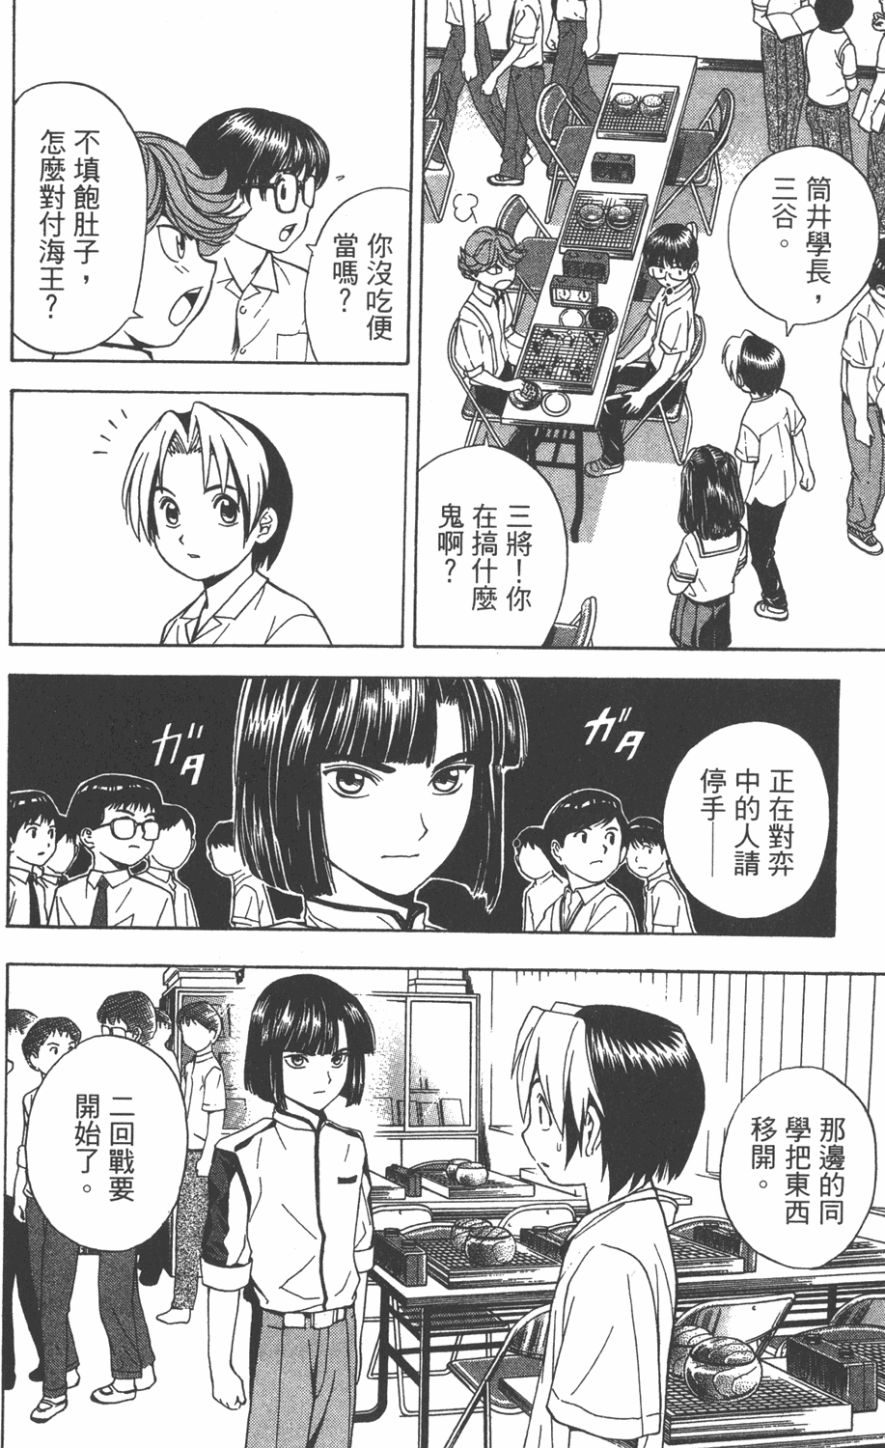 筒井學長，
三谷。
三將！你
在搞什麼
鬼啊？
你沒吃便
當嗎？
不填飽肚子，
怎麼對付海王？
正在對弈
中的人請
停手——
ガタ
ガタ
那邊的同
學把東西
移開。
二回戰要
開始了。